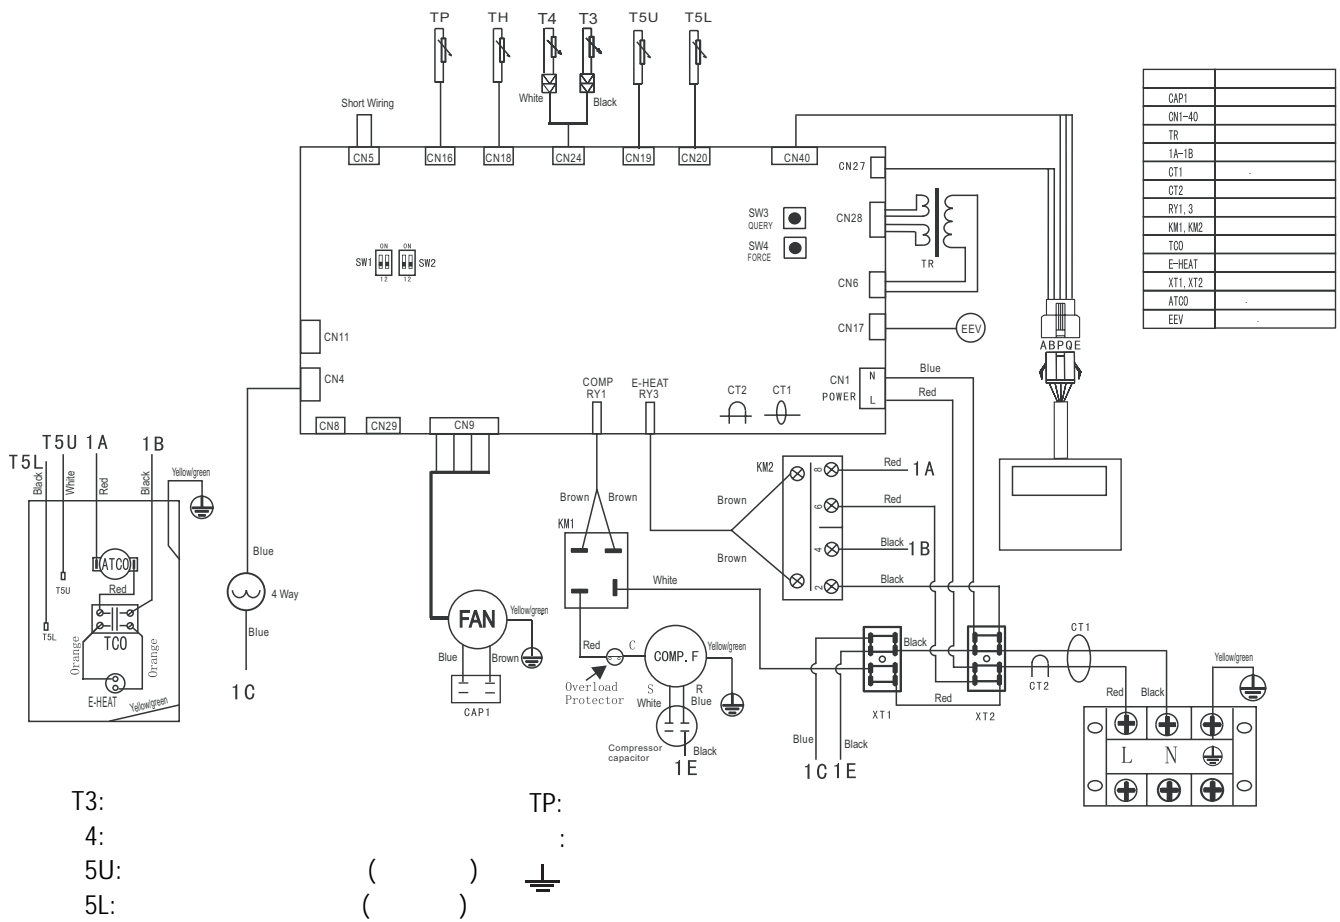 TP TH T4 T3 T5U T5L
White Black
Short Wiring
CN5 CN16 CN18 CN24 CN19 CN20 CN40
CN27
SW3
QUERY
CN28
SW4
FORCE
TR
ON ON
SW1 SW2
12 12
CN6
CN11
CN17 EEV
CN4
COMP
RY1
E-HEAT
RY3
CT2 CT1
CN1
POWER
N
L
Blue
Red
CN8 CN29 CN9
ABPQE
CAP1
CN1-40
TR
1A-1B
CT1
CT2
RY1,3
KM1,KM2
TCO
E-HEAT
XT1,XT2
ATCO
EEV
T5L T5U 1A 1B
Black White Red Black Yellow/green
ATCO
T5U
Red
T5L
TCO
Orange Orange
E-HEAT
Yellow/green
Blue
4 Way
Blue
1C
FAN
Yellow/green
Blue Brown
CAP1
Brown Brown
KM1
White
Red C
COMP.F
Yellow/green
Overload
Protector
S R
White Blue
Compressor
capacitor
Black
1E
Brown
Brown
KM2
8 6 4 2
Red 1A
Red
Black 1B
Black
Black
XT1
Red
XT2
Blue Black
1C 1E
CT1
CT2
Red Black
Yellow/green
L N
T3:
4:
5U: ( )
5L: ( )
TP:
: